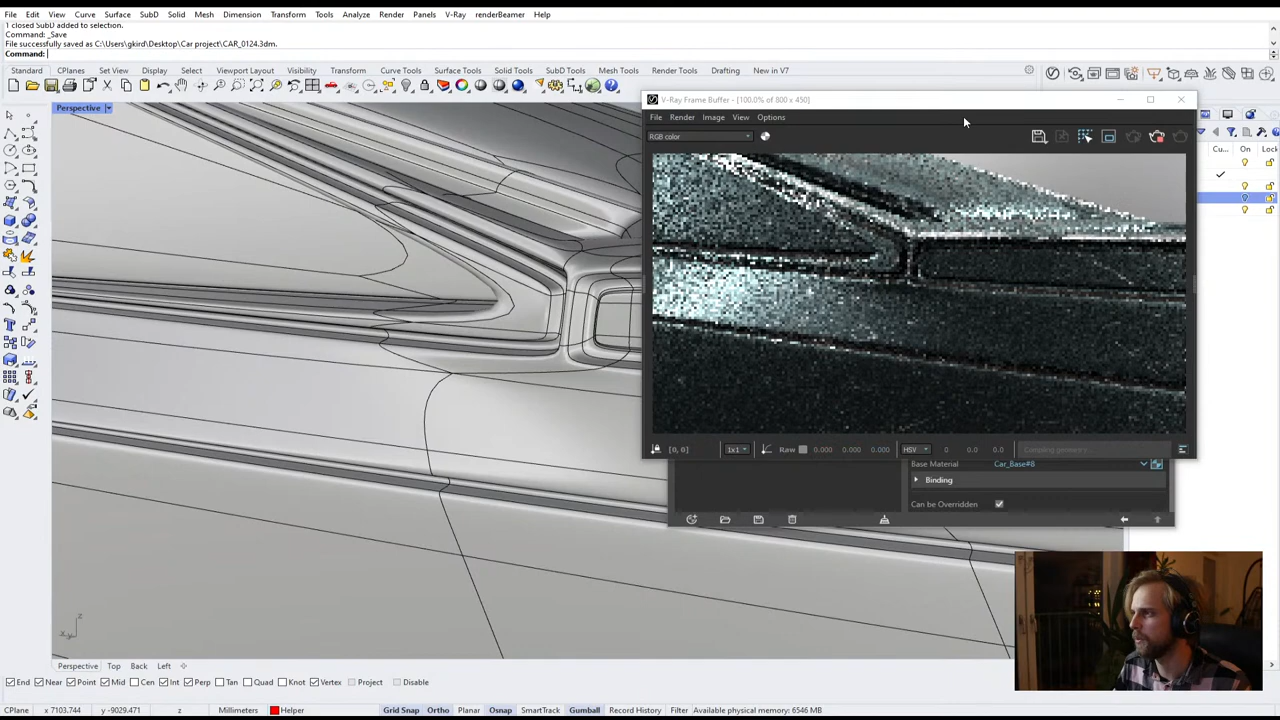 File Edit View Curve Surface SubD Solid Mesh Dimension Transform Tools Analyze Render Panels V-Ray renderBeamer Help
1 closed SubD added to selection.
Command: _Save
File successfully saved as C:\Users\gkird\Desktop\Car project\CAR_0124.3dm.
Command:
Standard CPlanes Set View Display Select Viewport Layout Visibility Transform Curve Tools Surface Tools Solid Tools SubD Tools Mesh Tools Render Tools Drafting New in V7
Perspective
V-Ray Frame Buffer - [100.0% of 800 x 450]
File Render Image View Options
RGB color
Cu... On Lock
[0, 0] 1x1 Raw 0.000 0.000 0.000 HSV 0 0.0 0.0 Compiling geometry...
Base Material Car_Base#8
Binding
Can be Overridden
z
x y
Perspective Top Back Left
End Near Point Mid Cen Int Perp Tan Quad Knot Vertex Project Disable
CPlane x 7103.744 y -9029.471 z Millimeters Helper Grid Snap Ortho Planar Osnap SmartTrack Gumball Record History Filter Available physical memory: 6546 MB